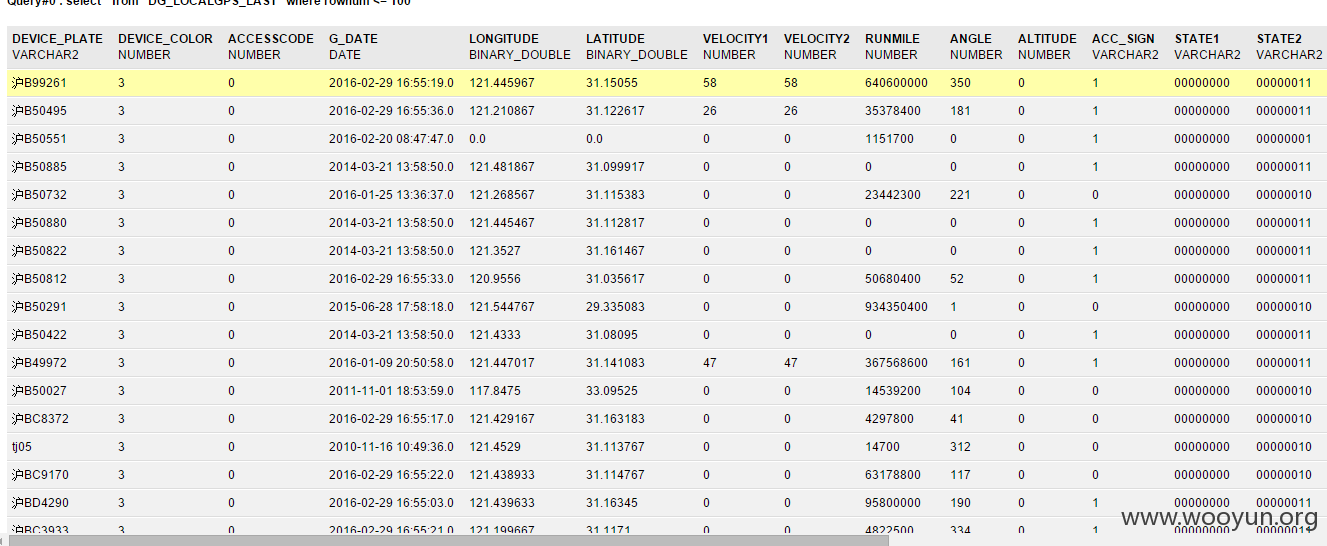 Query#0 : select * from "DG_LOCALGPS_LAST" where rownum <= 100
DEVICE_PLATE DEVICE_COLOR ACCESSCODE G_DATE LONGITUDE LATITUDE VELOCITY1 VELOCITY2 RUNMILE ANGLE ALTITUDE ACC_SIGN STATE1 STATE2
VARCHAR2 NUMBER NUMBER DATE BINARY_DOUBLE BINARY_DOUBLE NUMBER NUMBER NUMBER NUMBER NUMBER VARCHAR2 VARCHAR2 VARCHAR2
沪B99261 3 0 2016-02-29 16:55:19.0 121.445967 31.15055 58 58 640600000 350 0 1 00000000 00000011
沪B50495 3 0 2016-02-29 16:55:36.0 121.210867 31.122617 26 26 35378400 181 0 1 00000000 00000011
沪B50551 3 0 2016-02-20 08:47:47.0 0.0 0.0 0 0 1151700 0 0 1 00000000 00000001
沪B50885 3 0 2014-03-21 13:58:50.0 121.481867 31.099917 0 0 0 0 0 1 00000000 00000011
沪B50732 3 0 2016-01-25 13:36:37.0 121.268567 31.115383 0 0 23442300 221 0 0 00000000 00000010
沪B50880 3 0 2014-03-21 13:58:50.0 121.445467 31.112817 0 0 0 0 0 1 00000000 00000011
沪B50822 3 0 2014-03-21 13:58:50.0 121.3527 31.161467 0 0 0 0 0 1 00000000 00000011
沪B50812 3 0 2016-02-29 16:55:33.0 120.9556 31.035617 0 0 50680400 52 0 1 00000000 00000011
沪B50291 3 0 2015-06-28 17:58:18.0 121.544767 29.335083 0 0 934350400 1 0 0 00000000 00000010
沪B50422 3 0 2014-03-21 13:58:50.0 121.4333 31.08095 0 0 0 0 0 1 00000000 00000011
沪B49972 3 0 2016-01-09 20:50:58.0 121.447017 31.141083 47 47 367568600 161 0 1 00000000 00000011
沪B50027 3 0 2011-11-01 18:53:59.0 117.8475 33.09525 0 0 14539200 104 0 0 00000000 00000010
沪BC8372 3 0 2016-02-29 16:55:17.0 121.429167 31.163183 0 0 4297800 41 0 0 00000000 00000010
tj05 3 0 2010-11-16 10:49:36.0 121.4529 31.113767 0 0 14700 312 0 0 00000000 00000010
沪BC9170 3 0 2016-02-29 16:55:22.0 121.438933 31.114767 0 0 63178800 117 0 0 00000000 00000010
沪BD4290 3 0 2016-02-29 16:55:03.0 121.439633 31.16345 0 0 95800000 190 0 1 00000000 00000011
沪BC3933 3 0 2016-02-29 16:55:21.0 121.199667 31.1171 0 0 4822500 334 0 1 00000000 00000011
www.wooyun.org